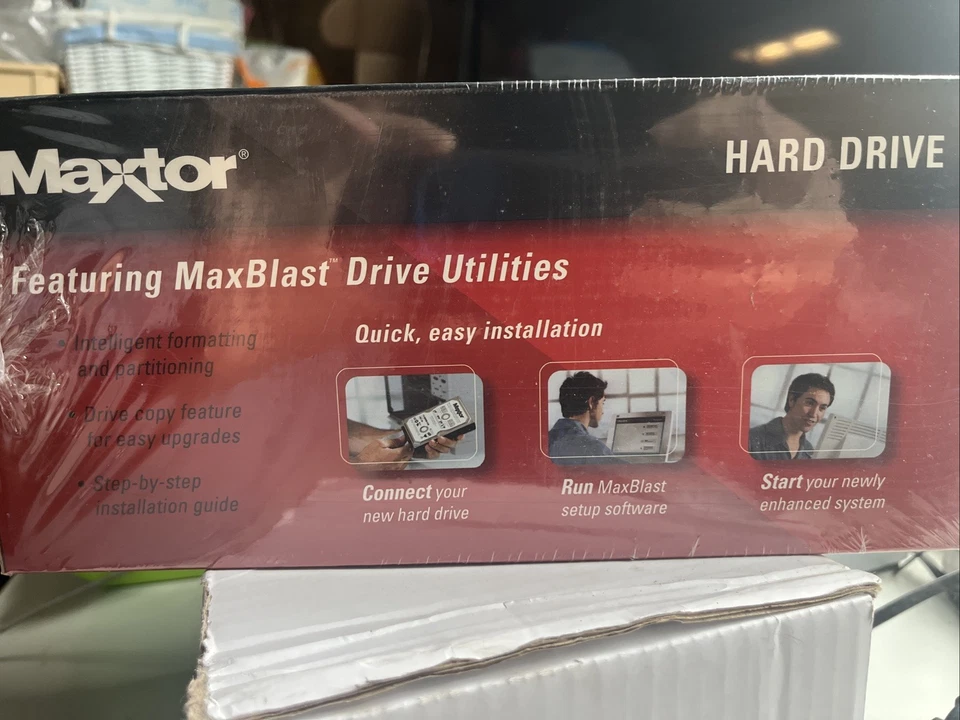 Maxtor®
HARD DRIVE
Featuring MaxBlast™ Drive Utilities
• Intelligent formatting
and partitioning
• Drive copy feature
for easy upgrades
• Step-by-step
installation guide
Quick, easy installation
Maxtor
Connect your
new hard drive
Run MaxBlast
setup software
Start your newly
enhanced system